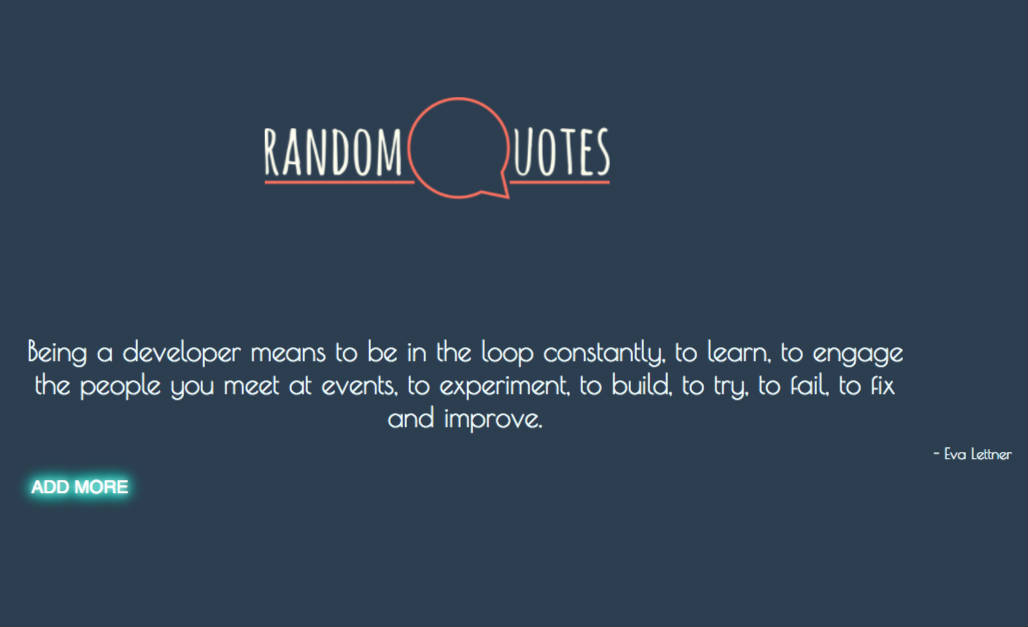 RANDOM QUOTES
Being a developer means to be in the loop constantly, to learn, to engage
the people you meet at events, to experiment, to build, to try, to fail, to fix
and improve.
- Eva Lettner
ADD MORE